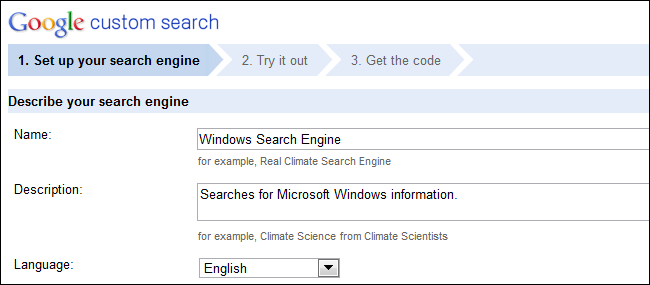 Google custom search
1. Set up your search engine 2. Try it out 3. Get the code
Describe your search engine
Name: Windows Search Engine
for example, Real Climate Search Engine
Description: Searches for Microsoft Windows information.
for example, Climate Science from Climate Scientists
Language: English